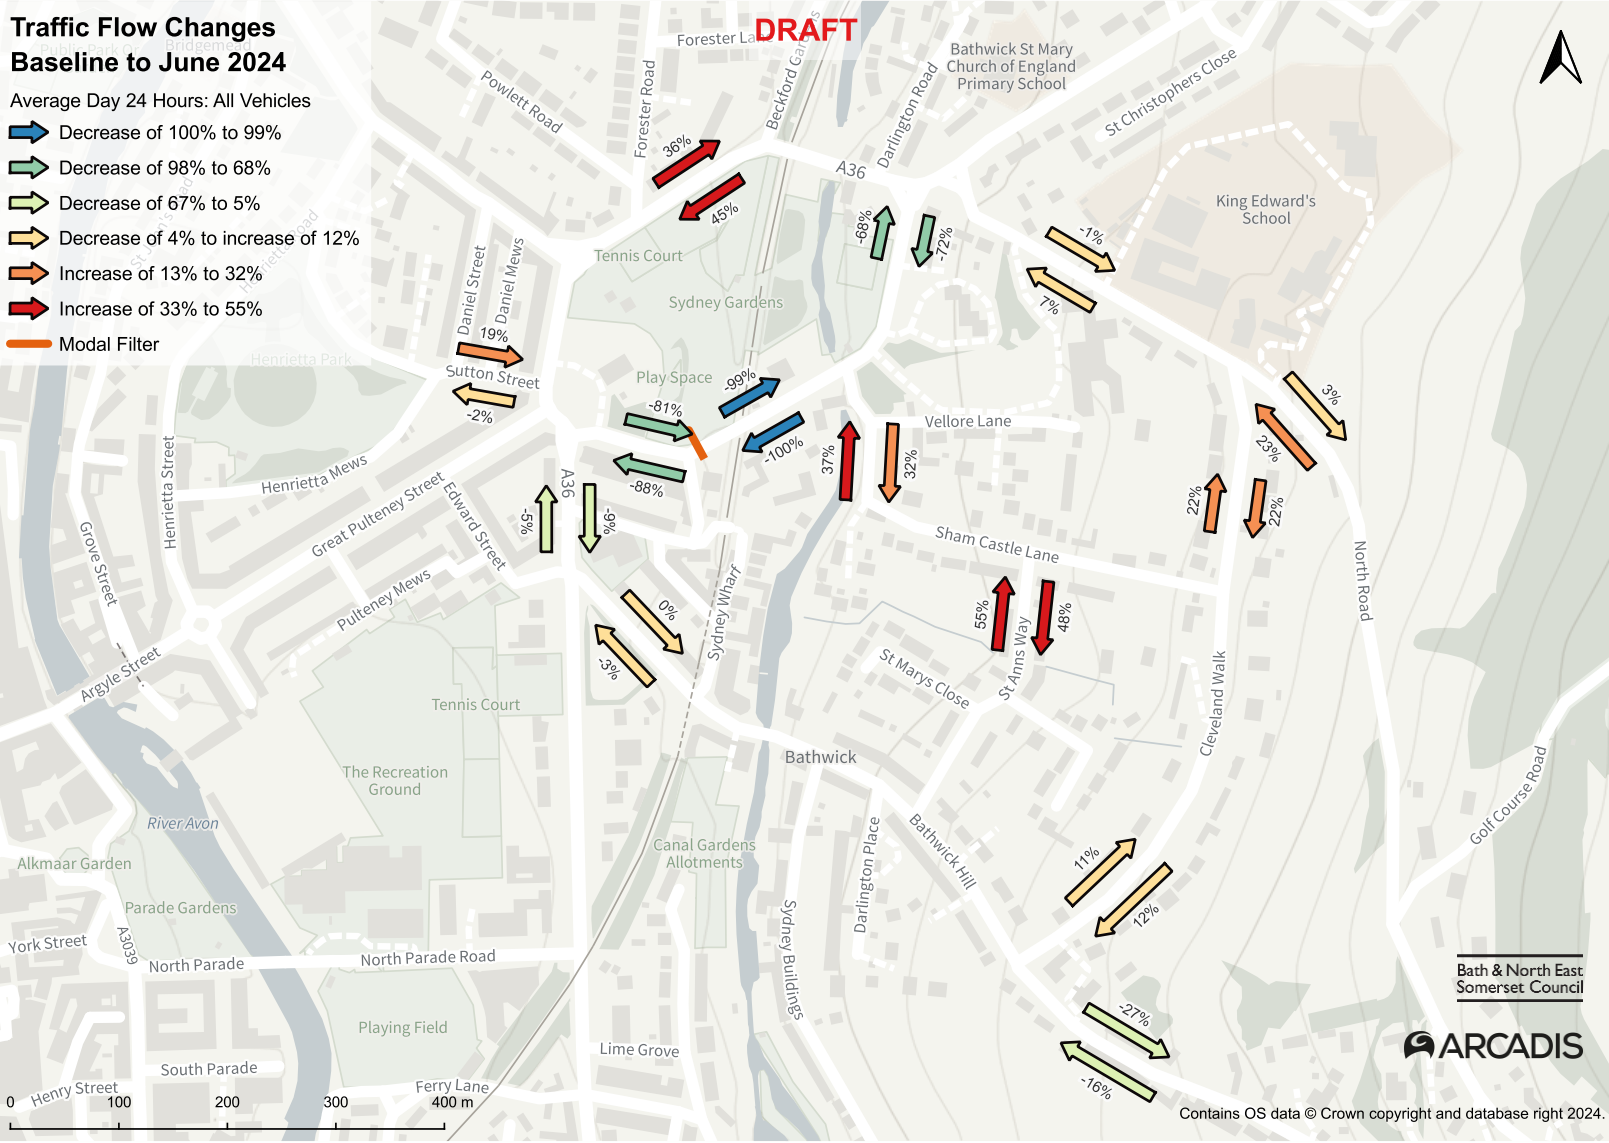 Traffic Flow Changes
Baseline to June 2024
Average Day 24 Hours: All Vehicles
Decrease of 100% to 99%
Decrease of 98% to 68%
Decrease of 67% to 5%
Decrease of 4% to increase of 12%
Increase of 13% to 32%
Increase of 33% to 55%
Modal Filter
DRAFT
Bridgemead
Forester Lane
Beckford Gardens
Bathwick St Mary
Church of England
Primary School
Powlett Road
Forester Road
Darlington Road
St Christophers Close
A36
36%
45%
King Edward's
School
-68%
-72%
-1%
7%
Henrietta Road
Tennis Court
Sydney Gardens
Daniel Street
Daniel Mews
19%
Sutton Street
-2%
Henrietta Park
Play Space
-81%
-99%
-100%
-88%
Vellore Lane
3%
23%
37%
32%
22%
22%
Henrietta Street
Henrietta Mews
Great Pulteney Street
Edward Street
A36
-5%
-9%
Grove Street
Pulteney Mews
Sham Castle Lane
North Road
0%
-3%
Sydney Wharf
55%
48%
St Anns Way
St Marys Close
Cleveland Walk
Argyle Street
Tennis Court
Bathwick
The Recreation
Ground
River Avon
Golf Course Road
Canal Gardens
Allotments
Darlington Place
Bathwick Hill
11%
12%
Alkmaar Garden
Parade Gardens
York Street
A3039
North Parade
North Parade Road
Sydney Buildings
Bath & North East
Somerset Council
-27%
-16%
Playing Field
ARCADIS
Lime Grove
South Parade
Henry Street
Ferry Lane
0 100 200 300 400 m
Contains OS data © Crown copyright and database right 2024.